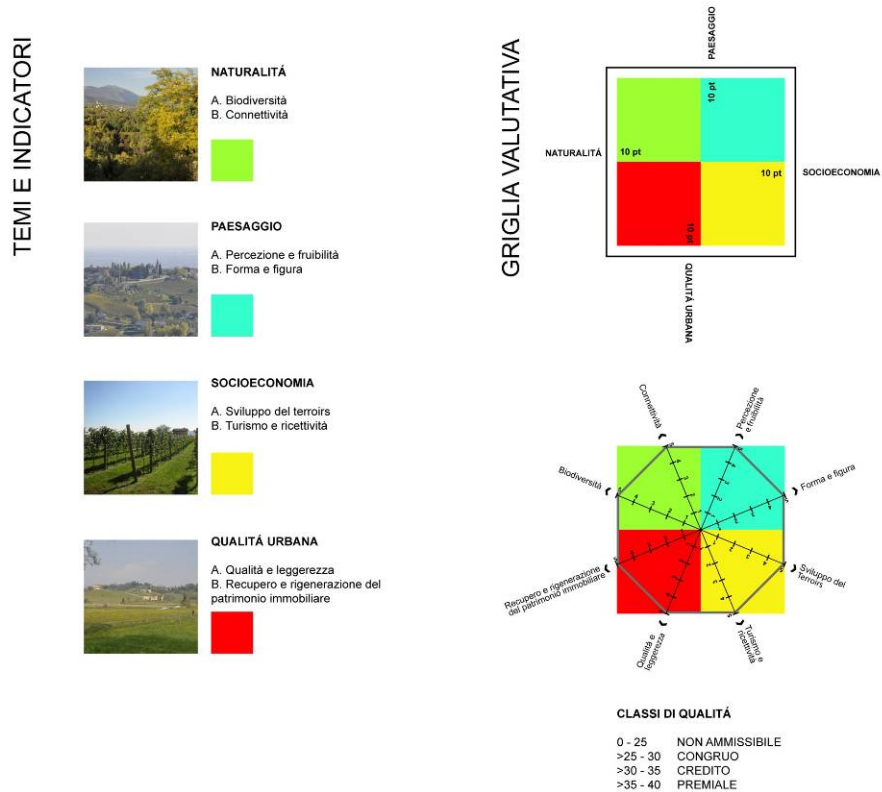 TEMI E INDICATORI
NATURALITÁ
A. Biodiversità
B. Connettività
PAESAGGIO
A. Percezione e fruibilità
B. Forma e figura
SOCIOECONOMIA
A. Sviluppo del terroirs
B. Turismo e ricettività
QUALITÁ URBANA
A. Qualità e leggerezza
B. Recupero e rigenerazione del
patrimonio immobiliare
GRIGLIA VALUTATIVA
PAESAGGIO
10 pt
NATURALITÁ
10 pt
10 pt
SOCIOECONOMIA
10 pt
QUALITÁ URBANA
Connettività
Percezione
e fruibilità
Biodiversità
Forma e figura
Recupero e rigenerazione
del patrimonio immobiliare
Sviluppo del
Terroirs
Qualità e
leggerezza
Turismo e
ricettività
CLASSI DI QUALITÁ
0 - 25 NON AMMISSIBILE
>25 - 30 CONGRUO
>30 - 35 CREDITO
>35 - 40 PREMIALE